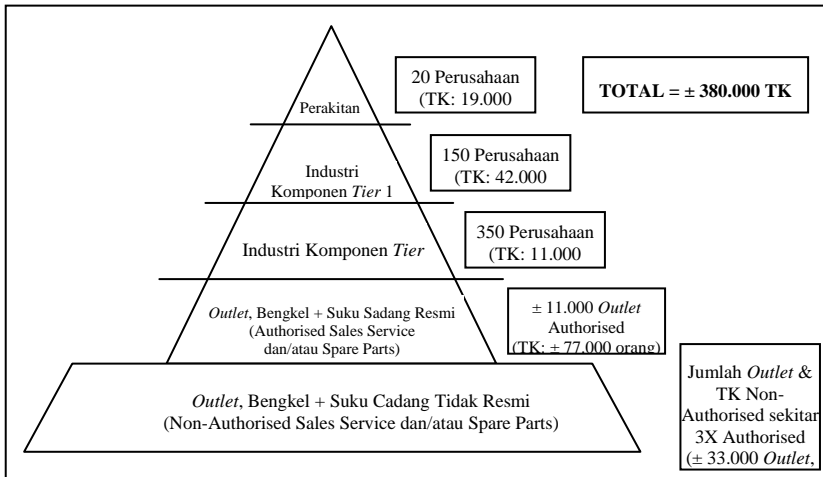 20 Perusahaan
(TK: 19.000
TOTAL = ± 380.000 TK
Perakitan
150 Perusahaan
(TK: 42.000
Industri
Komponen Tier 1
350 Perusahaan
(TK: 11.000
Industri Komponen Tier
Outlet, Bengkel + Suku Sadang Resmi
(Authorised Sales Service
dan/atau Spare Parts)
± 11.000 Outlet
Authorised
(TK: ± 77.000 orang)
Outlet, Bengkel + Suku Cadang Tidak Resmi
(Non-Authorised Sales Service dan/atau Spare Parts)
Jumlah Outlet &
TK Non-
Authorised sekitar
3X Authorised
(± 33.000 Outlet,